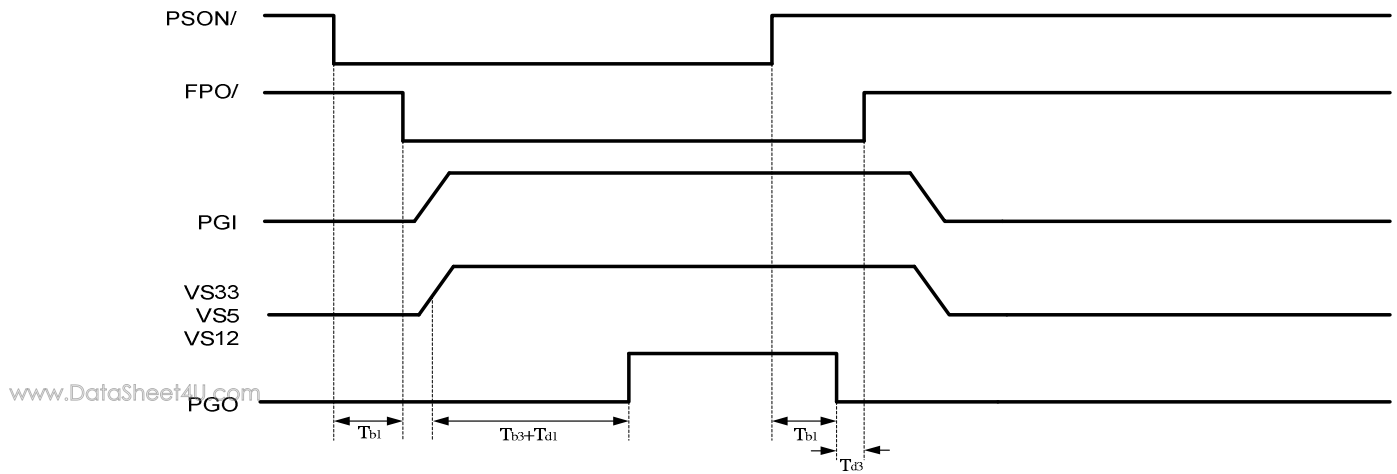 PSON/
FPO/
PGI
VS33
VS5
VS12
www.DataSheet4U.com
PGO
Tb1
Tb3+Td1
Tb1
Td3